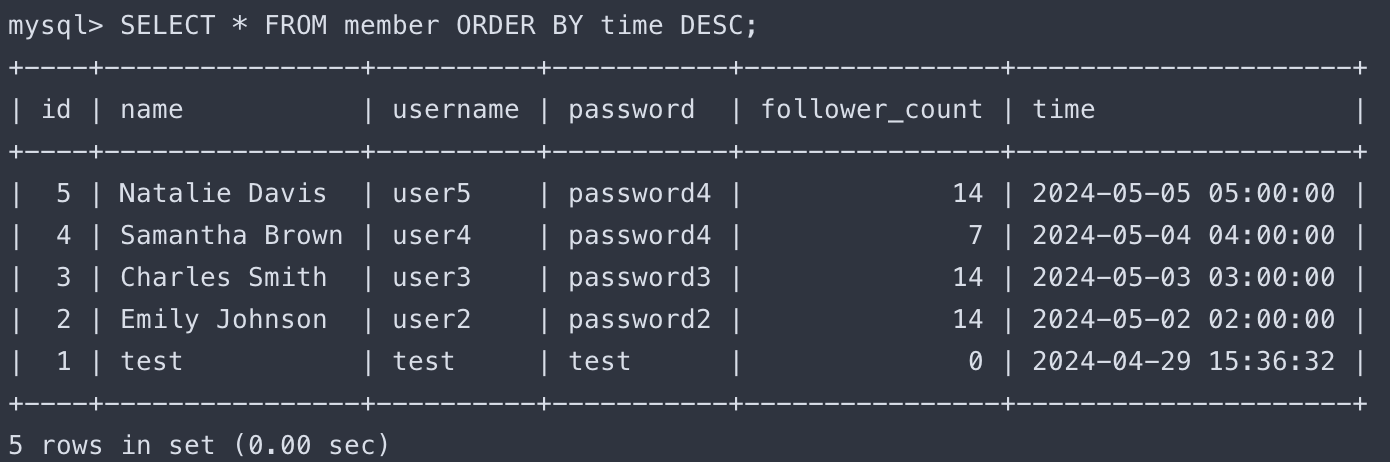 mysql> SELECT * FROM member ORDER BY time DESC;
+----+----------------+----------+-----------+----------------+---------------------+
| id | name           | username | password  | follower_count | time                |
+----+----------------+----------+-----------+----------------+---------------------+
|  5 | Natalie Davis  | user5    | password4 |             14 | 2024-05-05 05:00:00 |
|  4 | Samantha Brown | user4    | password4 |              7 | 2024-05-04 04:00:00 |
|  3 | Charles Smith  | user3    | password3 |             14 | 2024-05-03 03:00:00 |
|  2 | Emily Johnson  | user2    | password2 |             14 | 2024-05-02 02:00:00 |
|  1 | test           | test     | test      |              0 | 2024-04-29 15:36:32 |
+----+----------------+----------+-----------+----------------+---------------------+
5 rows in set (0.00 sec)